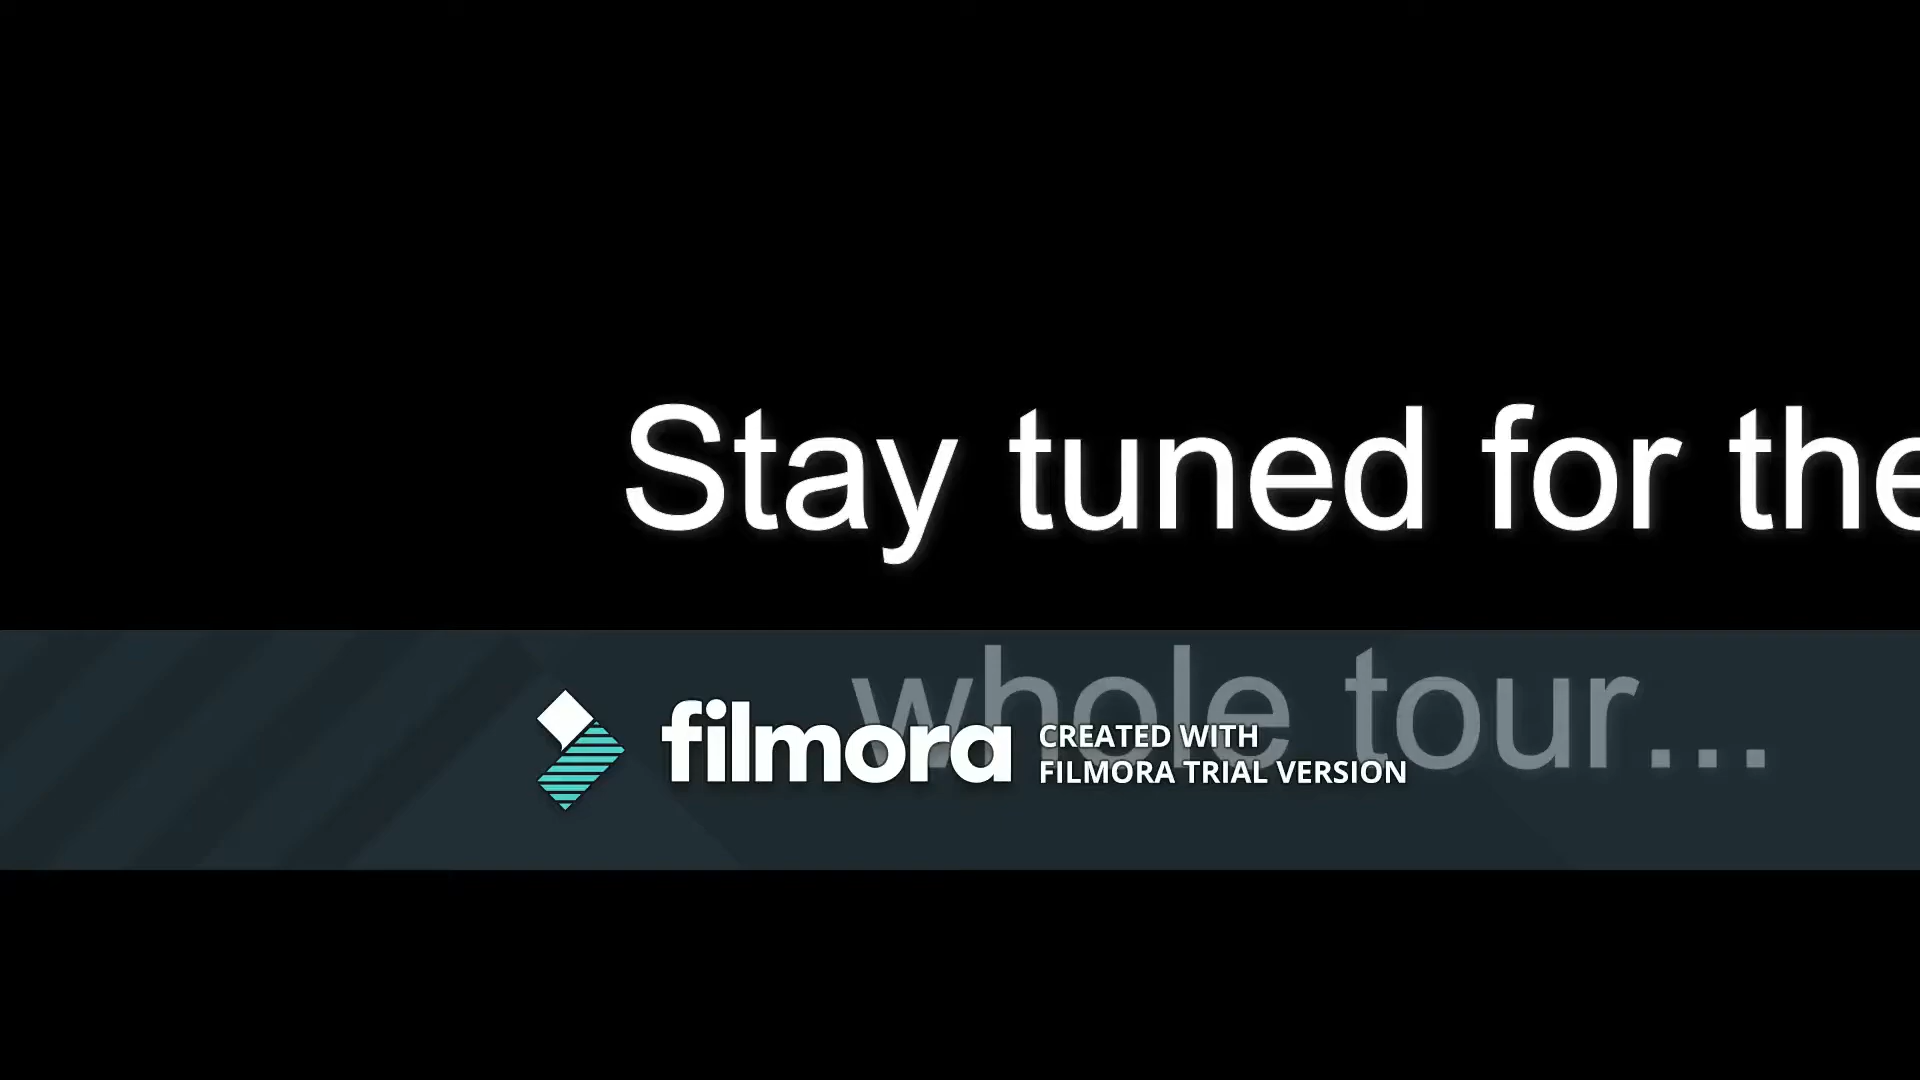 Stay tuned for the
whole tour...
filmora
CREATED WITH
FILMORA TRIAL VERSION